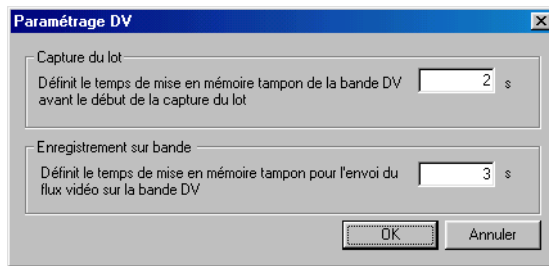 Paramétrage DV
Capture du lot
Définit le temps de mise en mémoire tampon de la bande DV
avant le début de la capture du lot
2 s
Enregistrement sur bande
Définit le temps de mise en mémoire tampon pour l'envoi du
flux vidéo sur la bande DV
3 s
OK Annuler